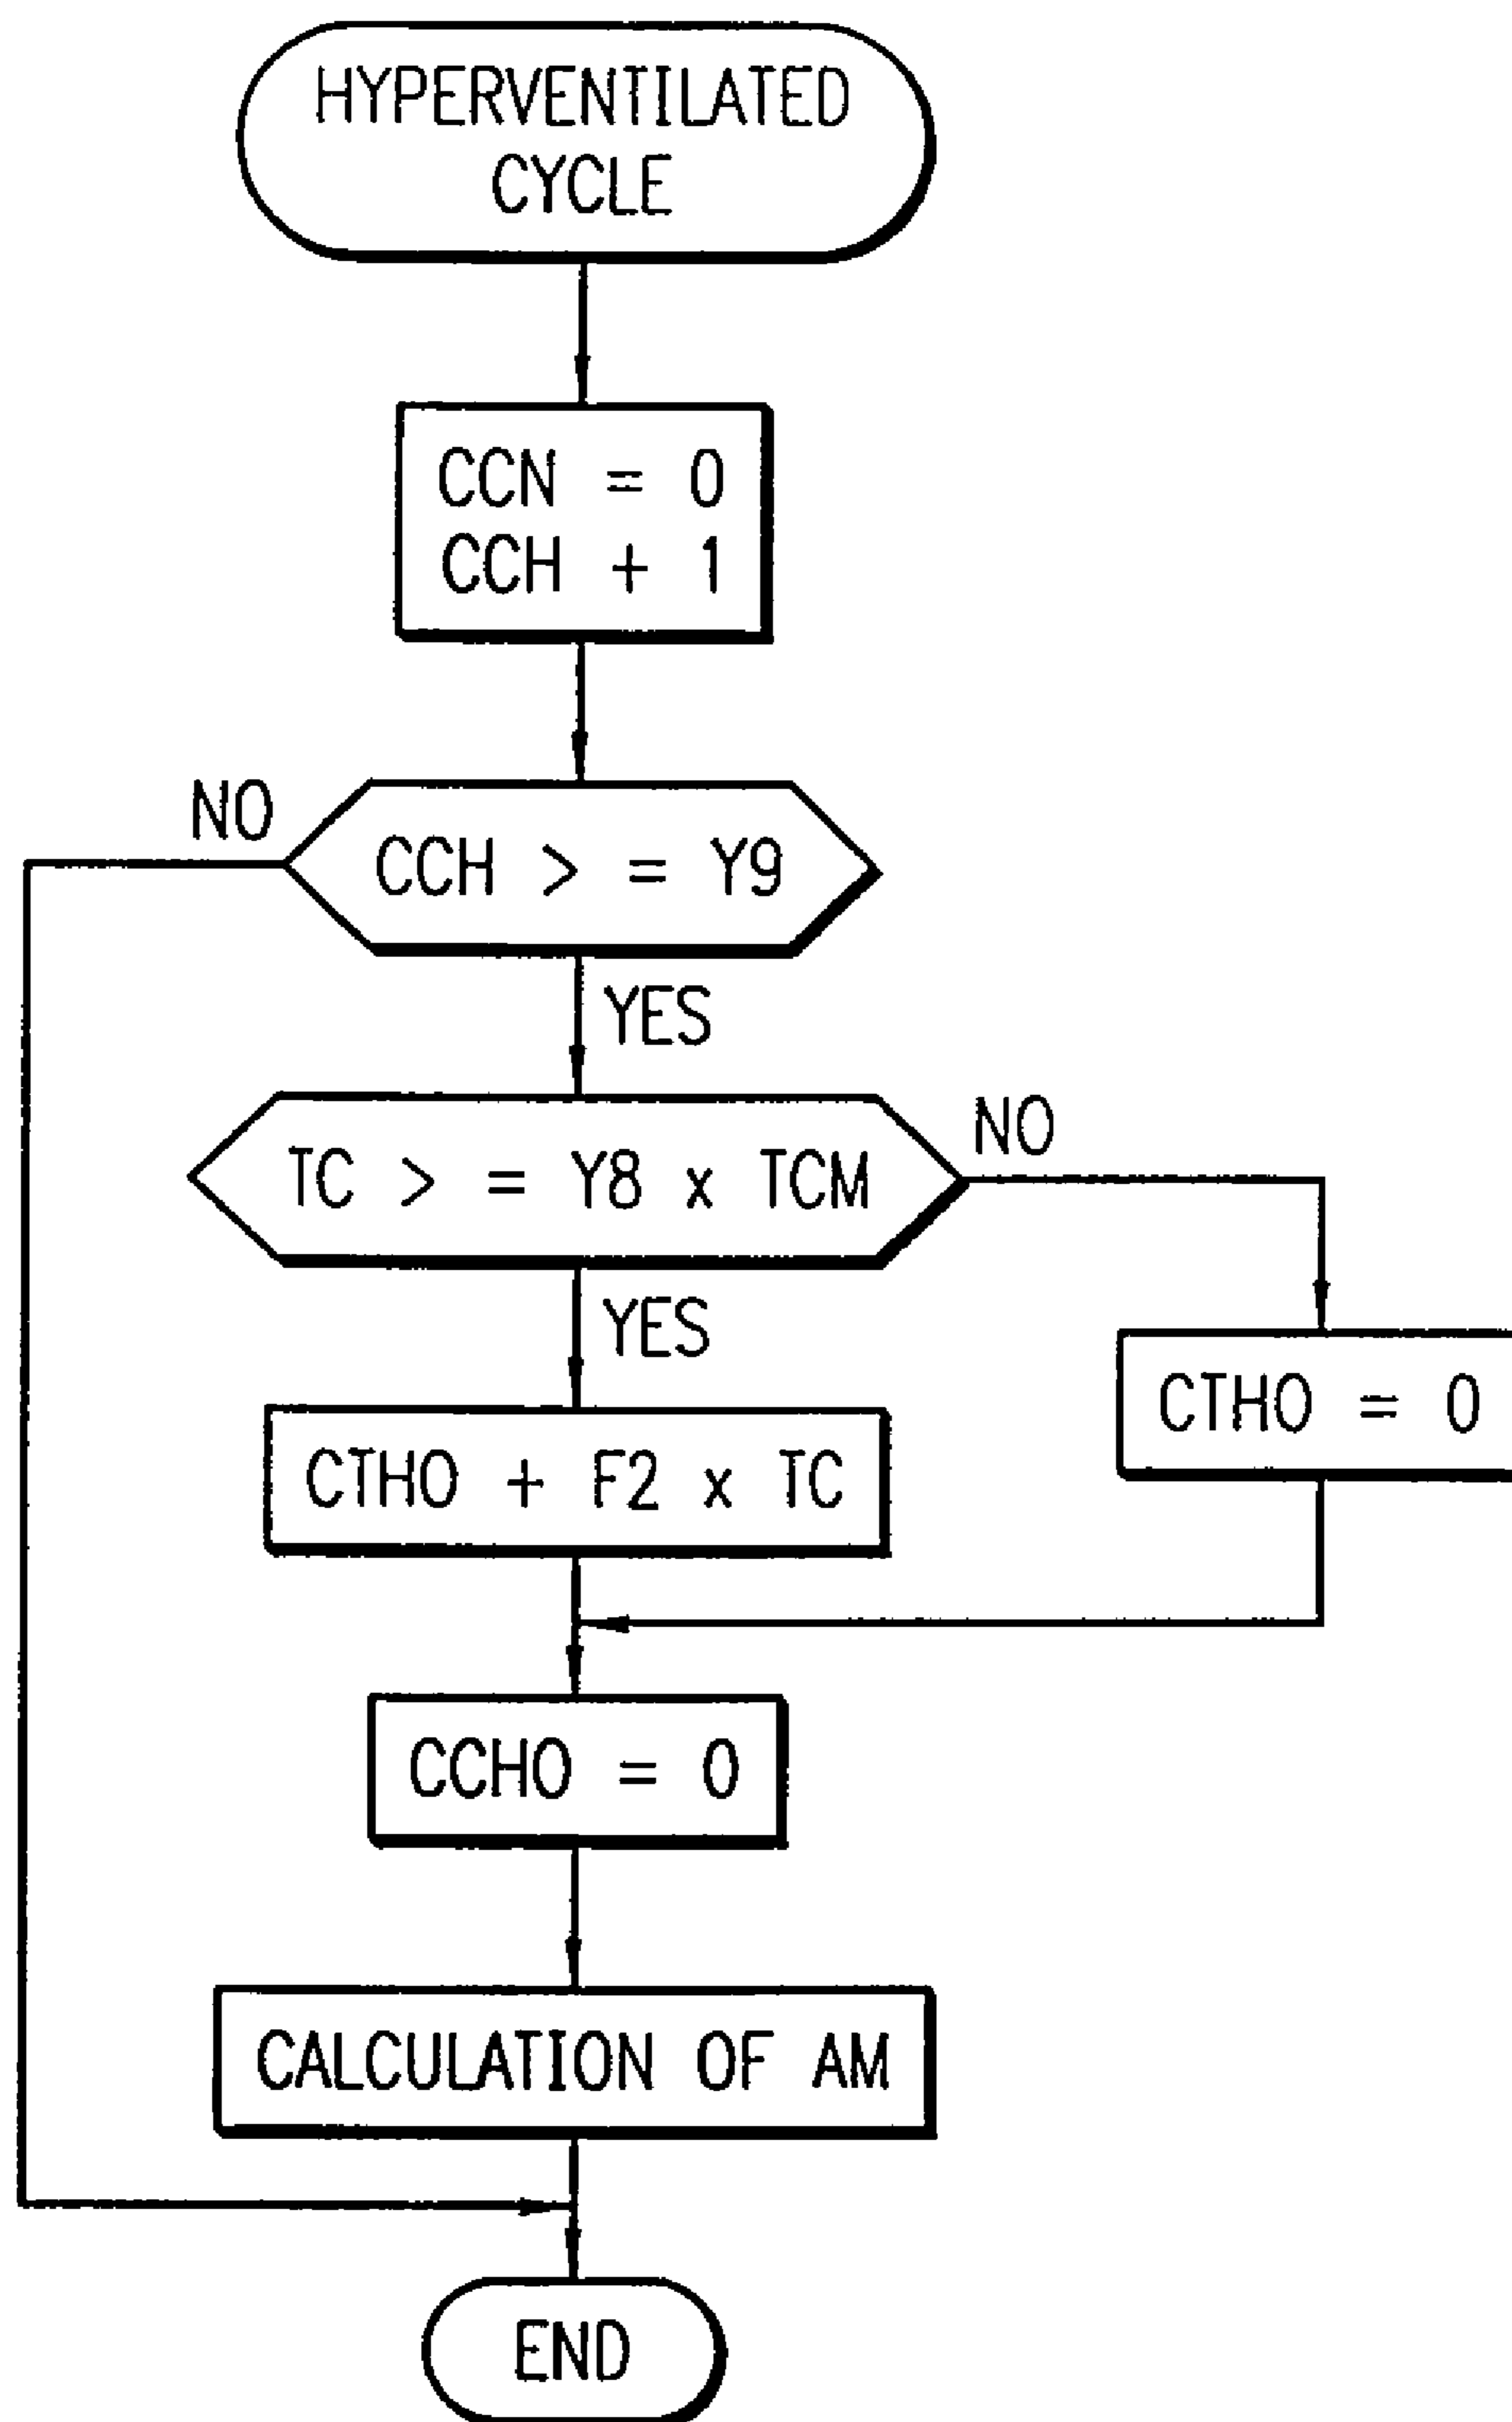 HYPERVENTILATED
CYCLE
CCN = 0
CCH + 1
NO
CCH > = Y9
YES
NO
TC > = Y8 x TCM
YES
CTHO = 0
CTHO + F2 x TC
CCHO = 0
CALCULATION OF AM
END